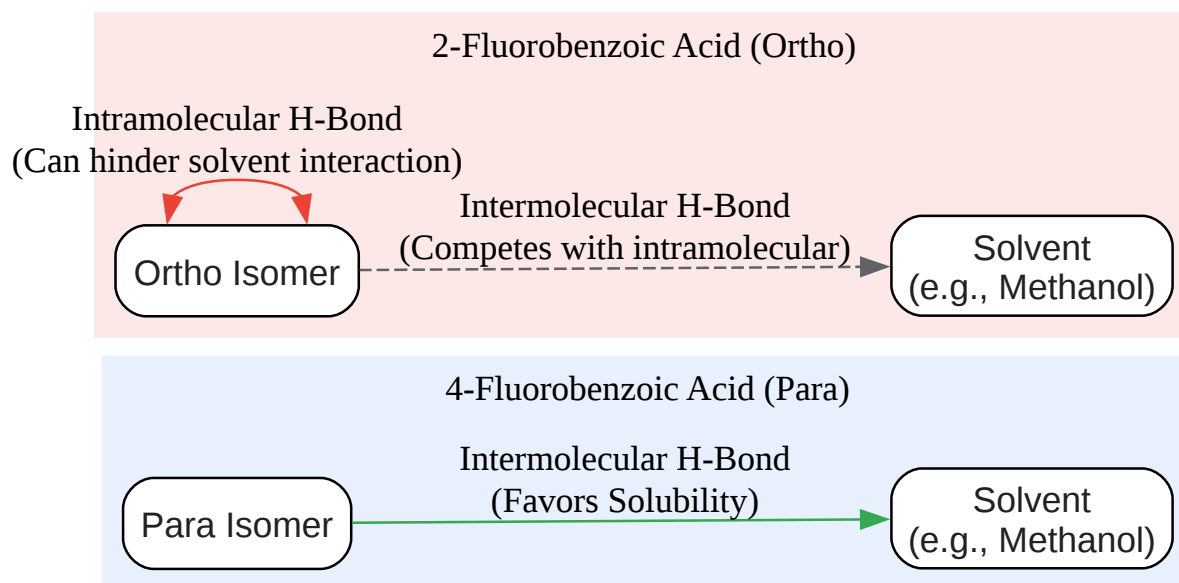 2-Fluorobenzoic Acid (Ortho)
Intramolecular H-Bond
(Can hinder solvent interaction)
Intermolecular H-Bond
(Competes with intramolecular)
Ortho Isomer
Solvent
(e.g., Methanol)
4-Fluorobenzoic Acid (Para)
Intermolecular H-Bond
(Favors Solubility)
Para Isomer
Solvent
(e.g., Methanol)